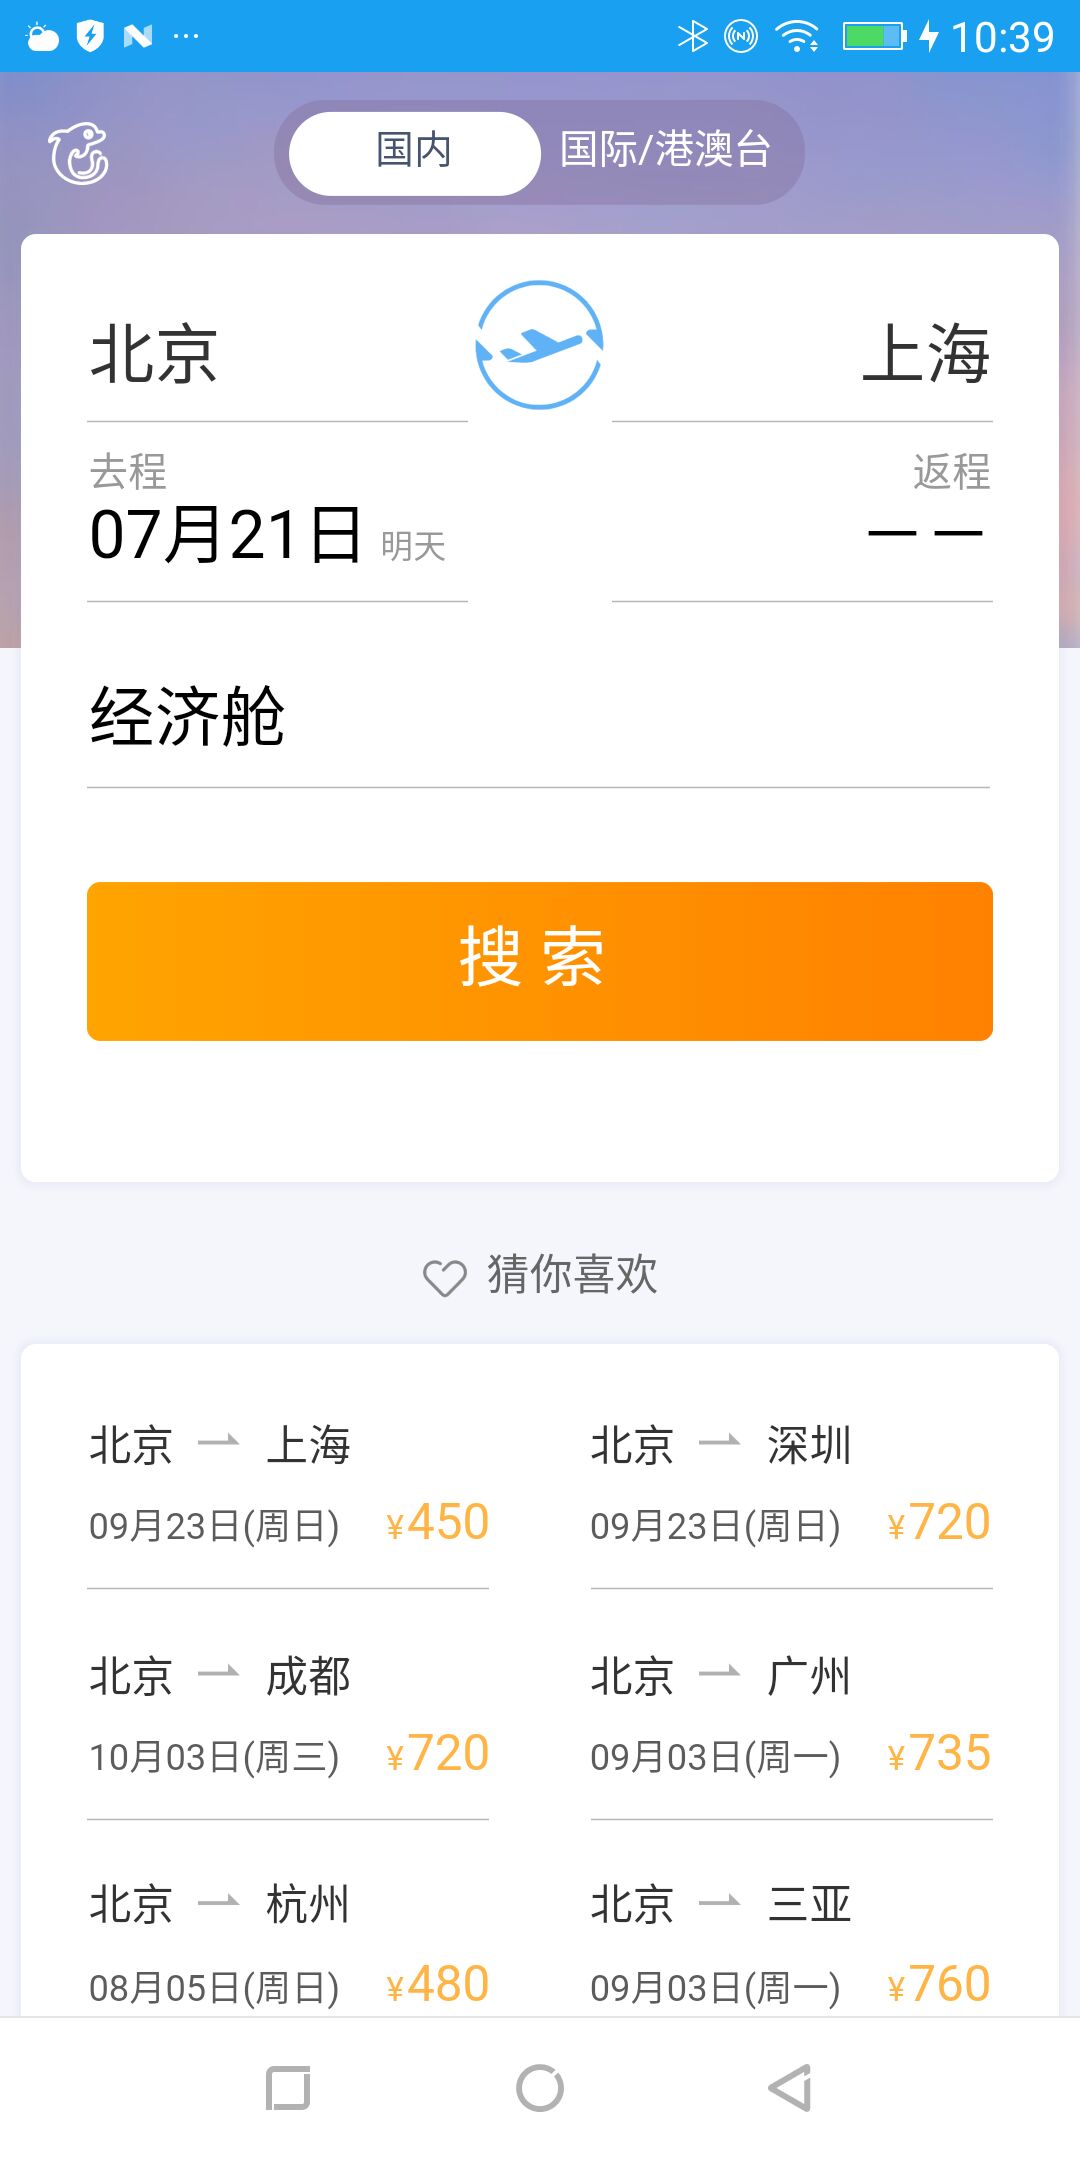 10:39
国内 国际/港澳台
北京 上海
去程 返程
07月21日 明天 — —
经济舱
搜 索
猜你喜欢
北京 上海
09月23日(周日) ¥450
北京 深圳
09月23日(周日) ¥720
北京 成都
10月03日(周三) ¥720
北京 广州
09月03日(周一) ¥735
北京 杭州
08月05日(周日) ¥480
北京 三亚
09月03日(周一) ¥760